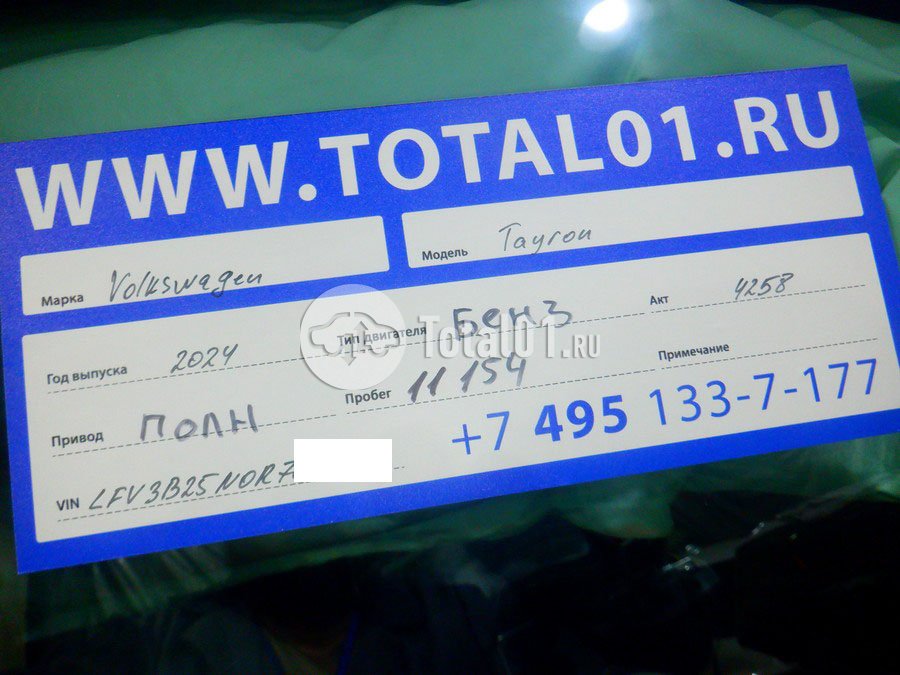 WWW.TOTAL01.RU
Марка Volkswagen Модель Tayron
Год выпуска 2024 Тип двигателя БЕНЗ Акт 4258
Привод ПОЛН Пробег 11 154 Примечание
VIN LFV3B25NOR7 +7 495 133-7-177
Total01.RU